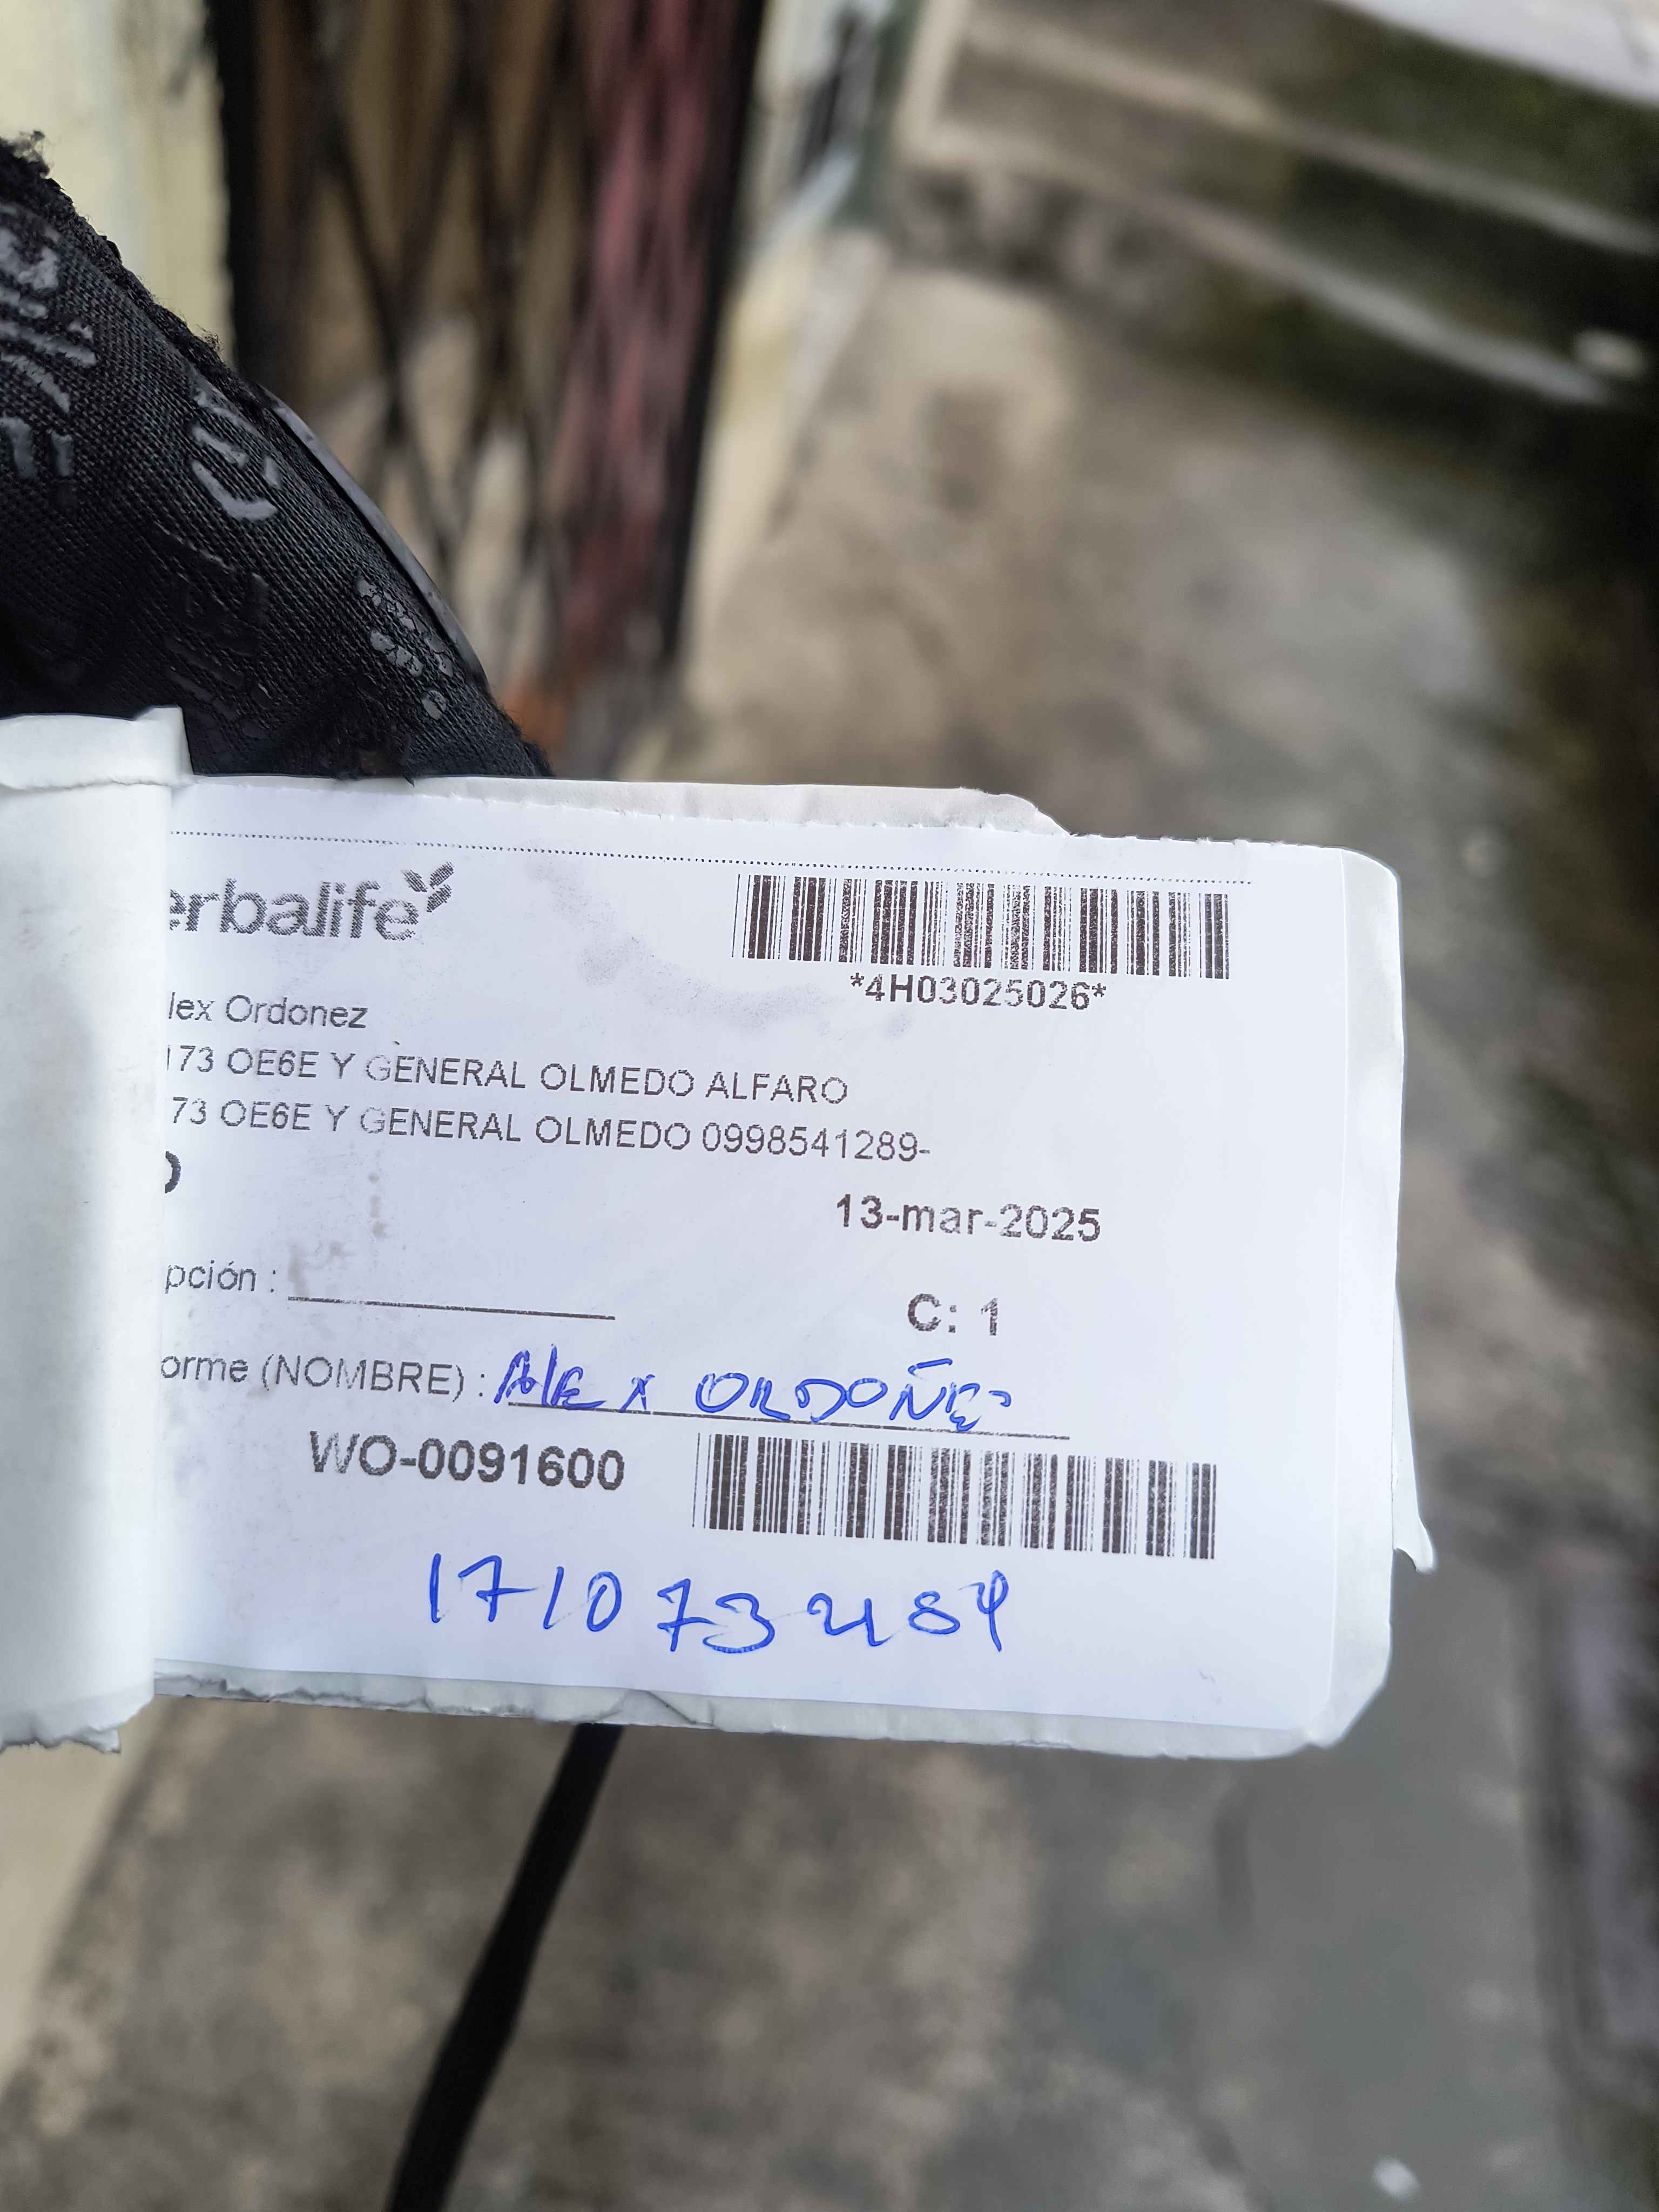 erbalife
*4H03025026*
lex Ordonez
173 OE6E Y GENERAL OLMEDO ALFARO
73 OE6E Y GENERAL OLMEDO 0998541289-
O
13-mar-2025
pción :
C: 1
orme (NOMBRE) : Alex ORDOÑEZ
WO-0091600
1710732484